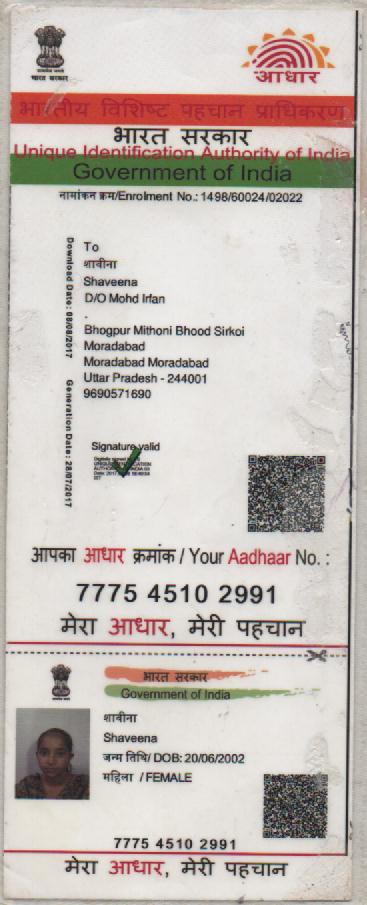 भारत सरकार
आधार
भारतीय विशिष्ट पहचान प्राधिकरण
भारत सरकार
Unique Identification Authority of India
Government of India
नामांकन क्रम/Enrolment No.: 1498/60024/02022
Download Date: 08/08/2017
Generation Date: 28/07/2017
To
शावीना
Shaveena
D/O Mohd Irfan
.
Bhogpur Mithoni Bhood Sirkoi
Moradabad
Moradabad Moradabad
Uttar Pradesh - 244001
9690571690
Signature valid
आपका आधार क्रमांक / Your Aadhaar No. :
7775 4510 2991
मेरा आधार, मेरी पहचान
भारत सरकार
Government of India
शावीना
Shaveena
जन्म तिथि/ DOB: 20/06/2002
महिला / FEMALE
7775 4510 2991
मेरा आधार, मेरी पहचान